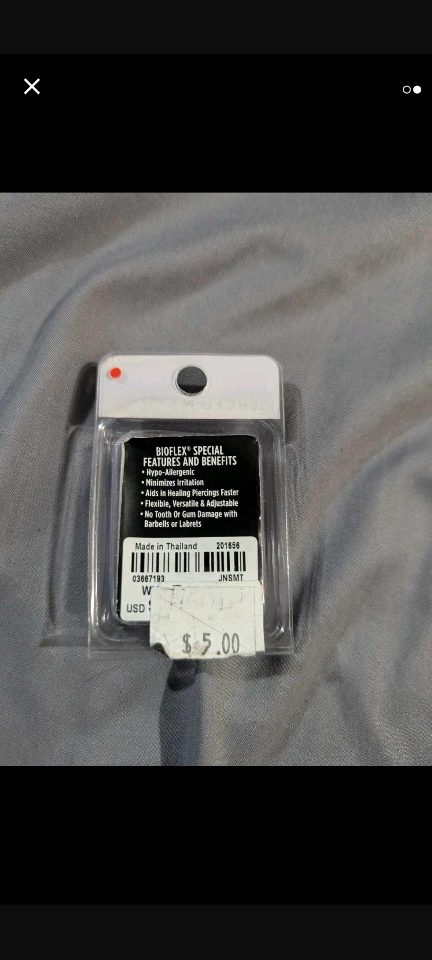 BIOFLEX® SPECIAL
FEATURES AND BENEFITS
• Hypo-Allergenic
• Minimizes Irritation
• Aids in Healing Piercings Faster
• Flexible, Versatile & Adjustable
• No Tooth Or Gum Damage with
Barbells or Labrets
Made in Thailand 201656
03667193 JNSMT
USD
$ 5.00